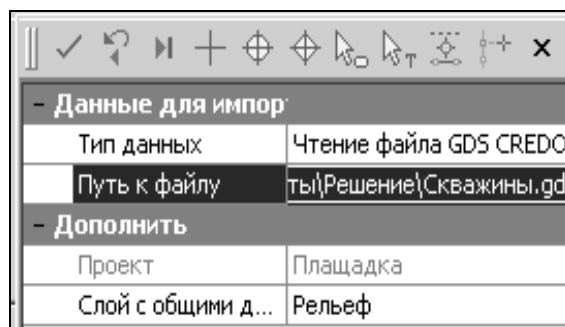 Данные для импор
Тип данных Чтение файла GDS CREDO
Путь к файлу ты\Решение\Скважины.gd
Дополнить
Проект Плащадка
Слой с общими д... Рельеф